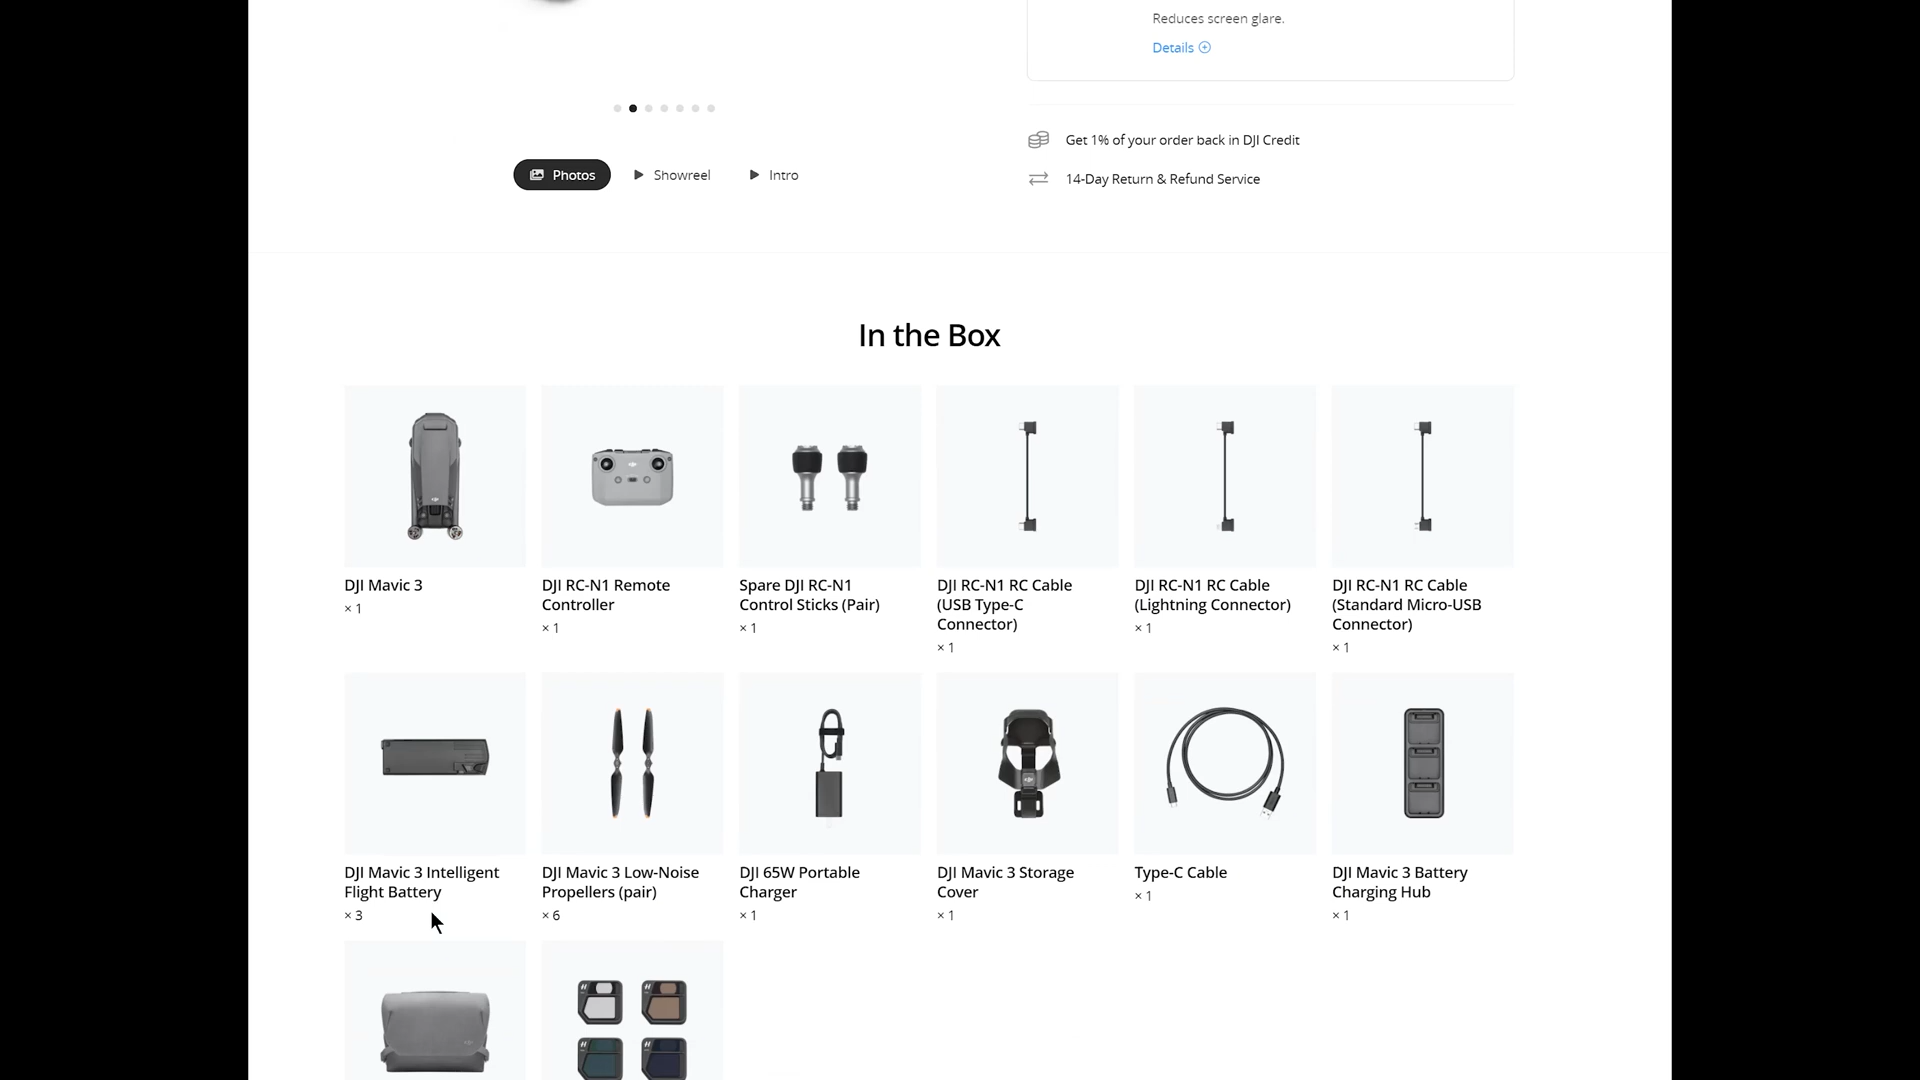 Reduces screen glare.
Details
Get 1% of your order back in DJI Credit
Photos
Showreel
Intro
14-Day Return & Refund Service
In the Box
DJI Mavic 3
× 1
DJI RC-N1 Remote
Controller
× 1
Spare DJI RC-N1
Control Sticks (Pair)
× 1
DJI RC-N1 RC Cable
(USB Type-C
Connector)
× 1
DJI RC-N1 RC Cable
(Lightning Connector)
× 1
DJI RC-N1 RC Cable
(Standard Micro-USB
Connector)
× 1
DJI Mavic 3 Intelligent
Flight Battery
× 3
DJI Mavic 3 Low-Noise
Propellers (pair)
× 6
DJI 65W Portable
Charger
× 1
DJI Mavic 3 Storage
Cover
× 1
Type-C Cable
× 1
DJI Mavic 3 Battery
Charging Hub
× 1